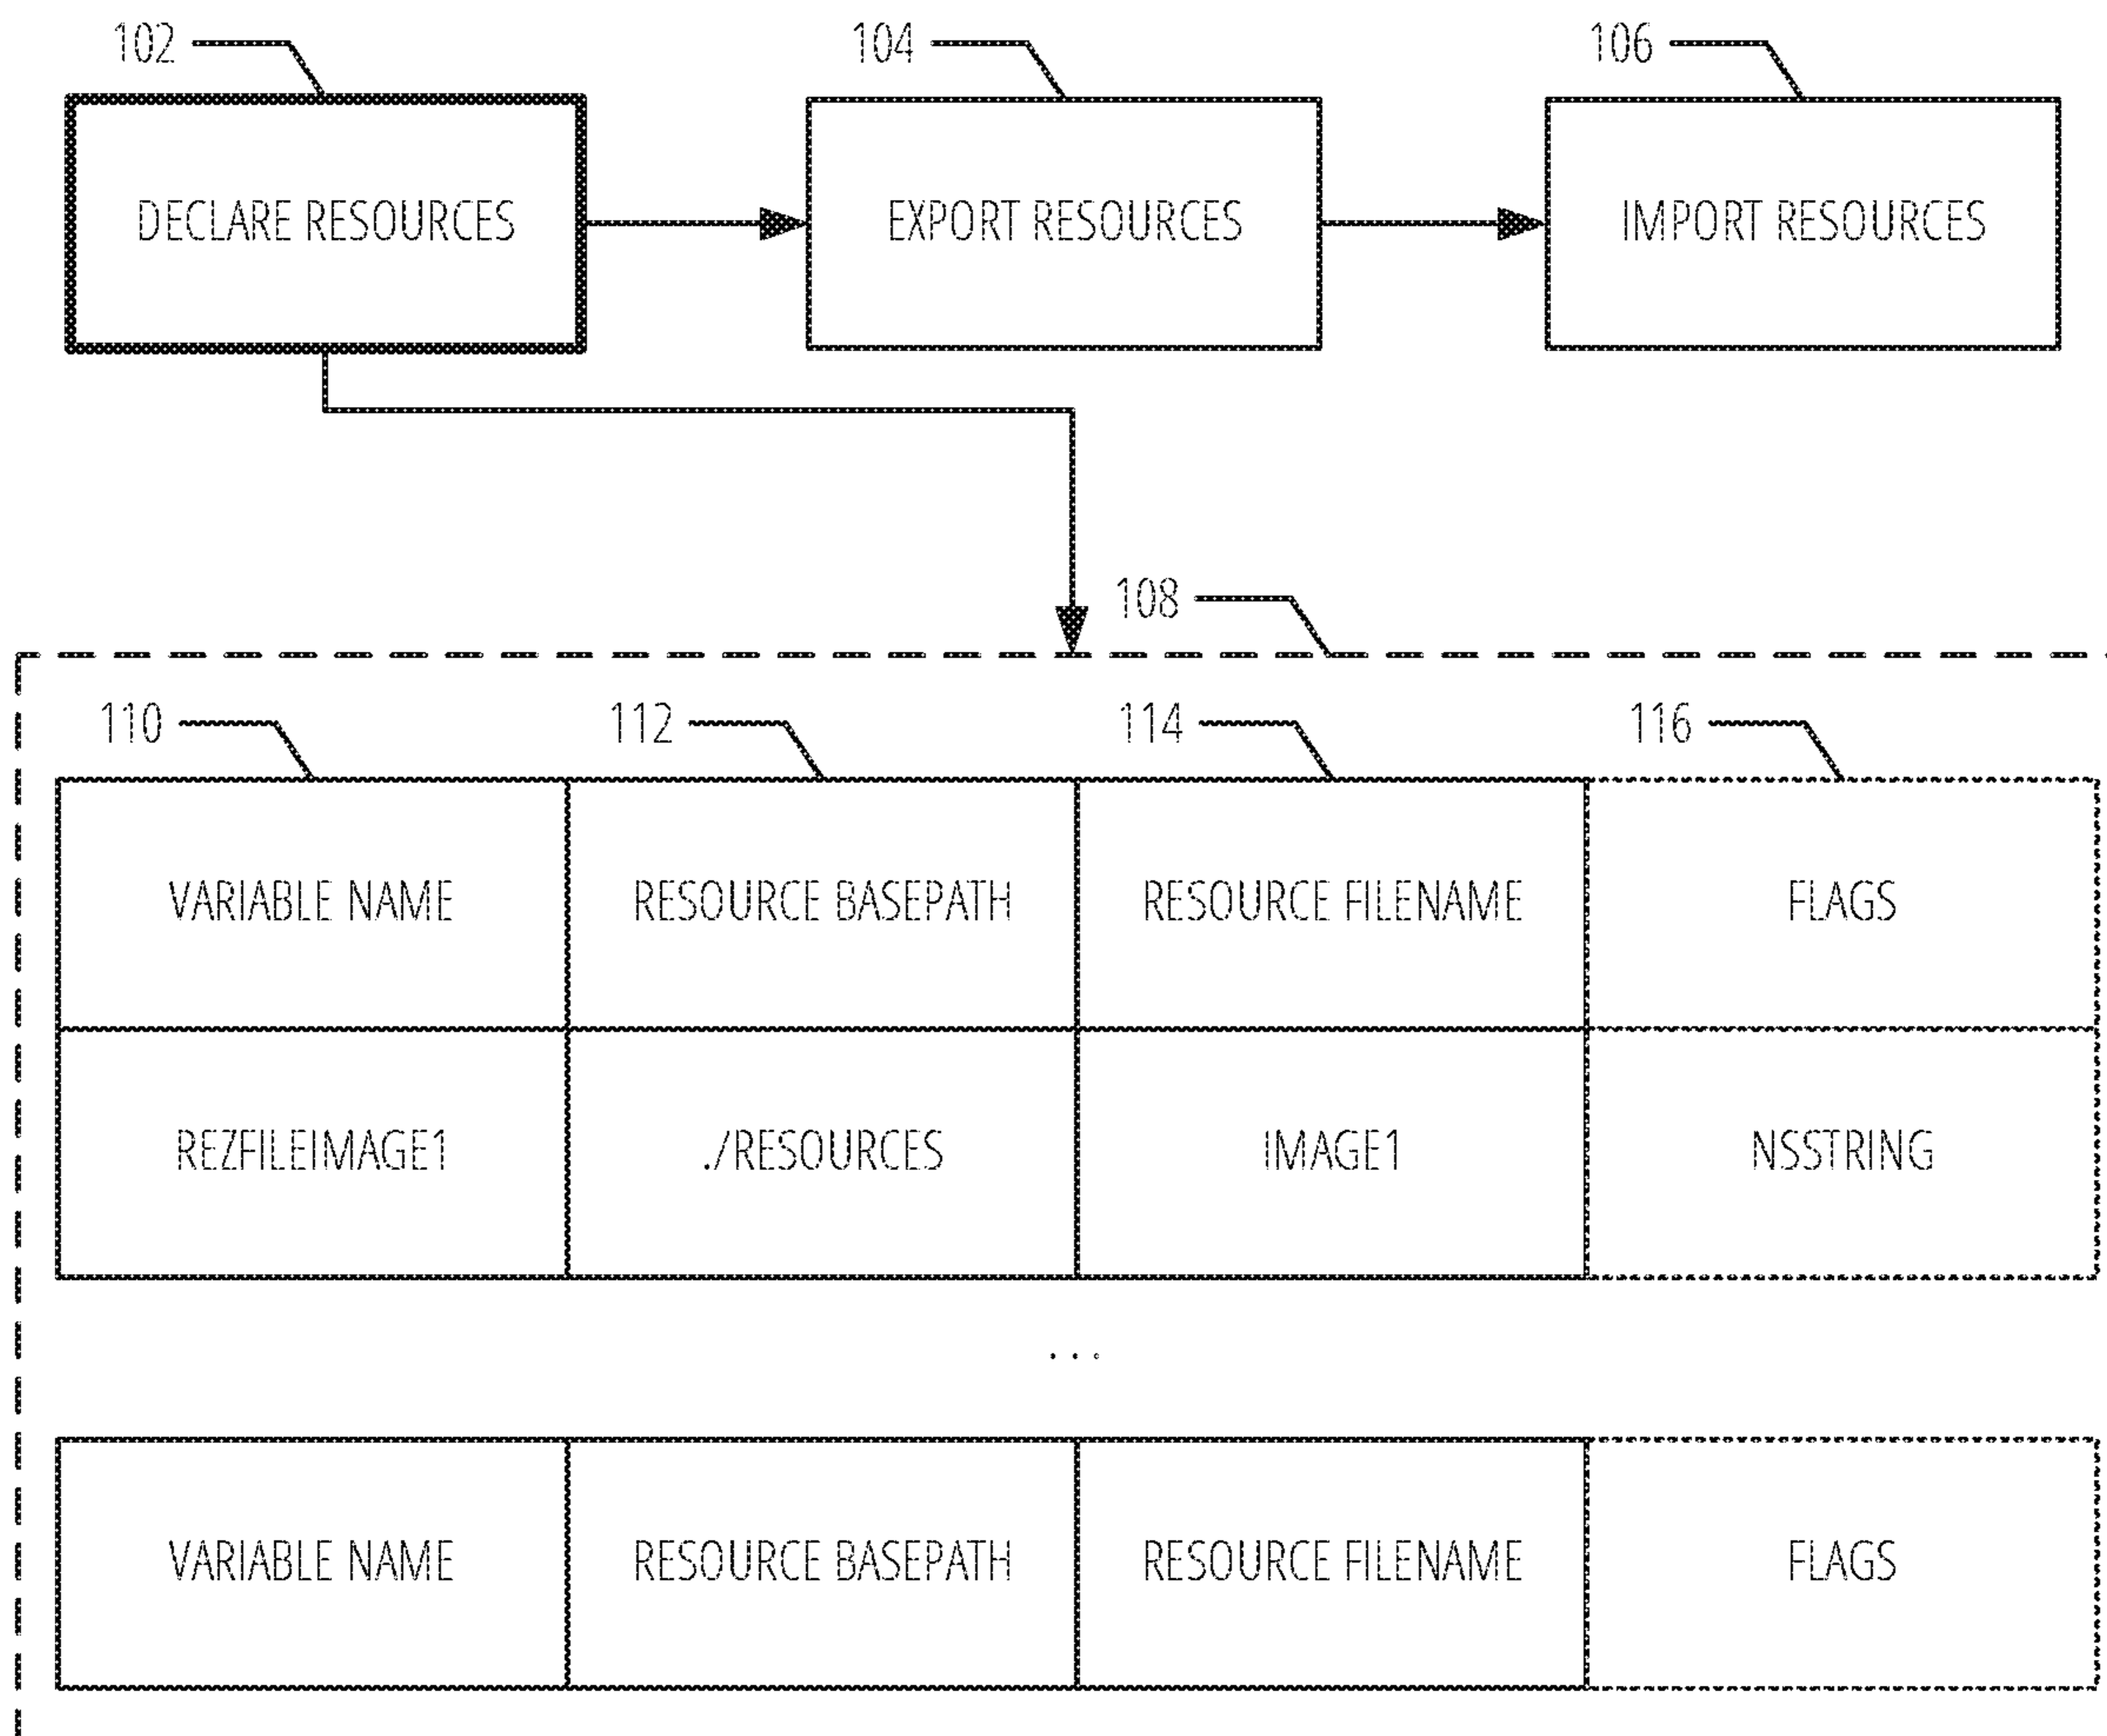 102 104 106
DECLARE RESOURCES EXPORT RESOURCES IMPORT RESOURCES
108
110 112 114 116
VARIABLE NAME RESOURCE BASEPATH RESOURCE FILENAME FLAGS
REZFILEIMAGE1 ./RESOURCES IMAGE1 NSSTRING
...
VARIABLE NAME RESOURCE BASEPATH RESOURCE FILENAME FLAGS